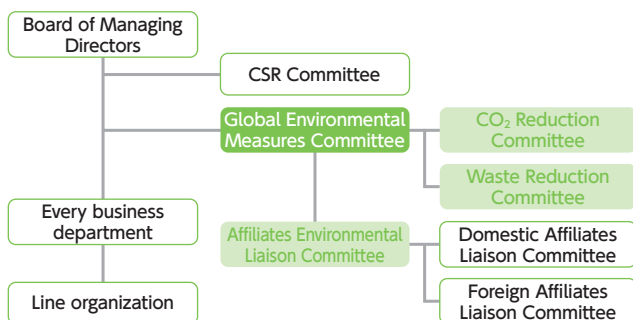 Board of Managing
Directors
CSR Committee
Global Environmental
Measures Committee
CO₂ Reduction
Committee
Waste Reduction
Committee
Every business
department
Affiliates Environmental
Liaison Committee
Domestic Affiliates
Liaison Committee
Line organization
Foreign Affiliates
Liaison Committee